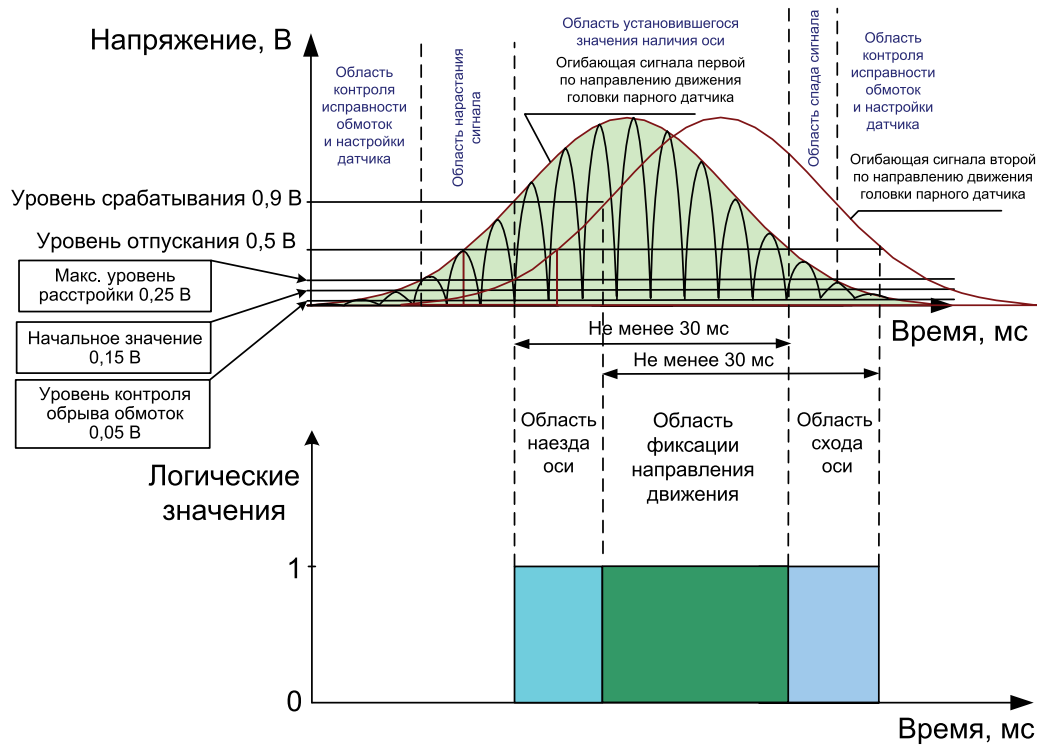 Напряжение, В
Область
контроля
исправности
обмоток
и настройки
датчика
Область нарастания
сигнала
Область установившегося
значения наличия оси
Огибающая сигнала первой
по направлению движения
головки парного датчика
Область спада сигнала
Область
контроля
исправности
обмоток
и настройки
датчика
Огибающая сигнала второй
по направлению движения
головки парного датчика
Уровень срабатывания 0,9 В
Уровень отпускания 0,5 В
Макс. уровень
расстройки 0,25 В
Начальное значение
0,15 В
Уровень контроля
обрыва обмоток
0,05 В
Время, мс
Не менее 30 мс
Не менее 30 мс
Область
наезда
оси
Область
фиксации
направления
движения
Область
схода
оси
Логические
значения
1
0
Время, мс